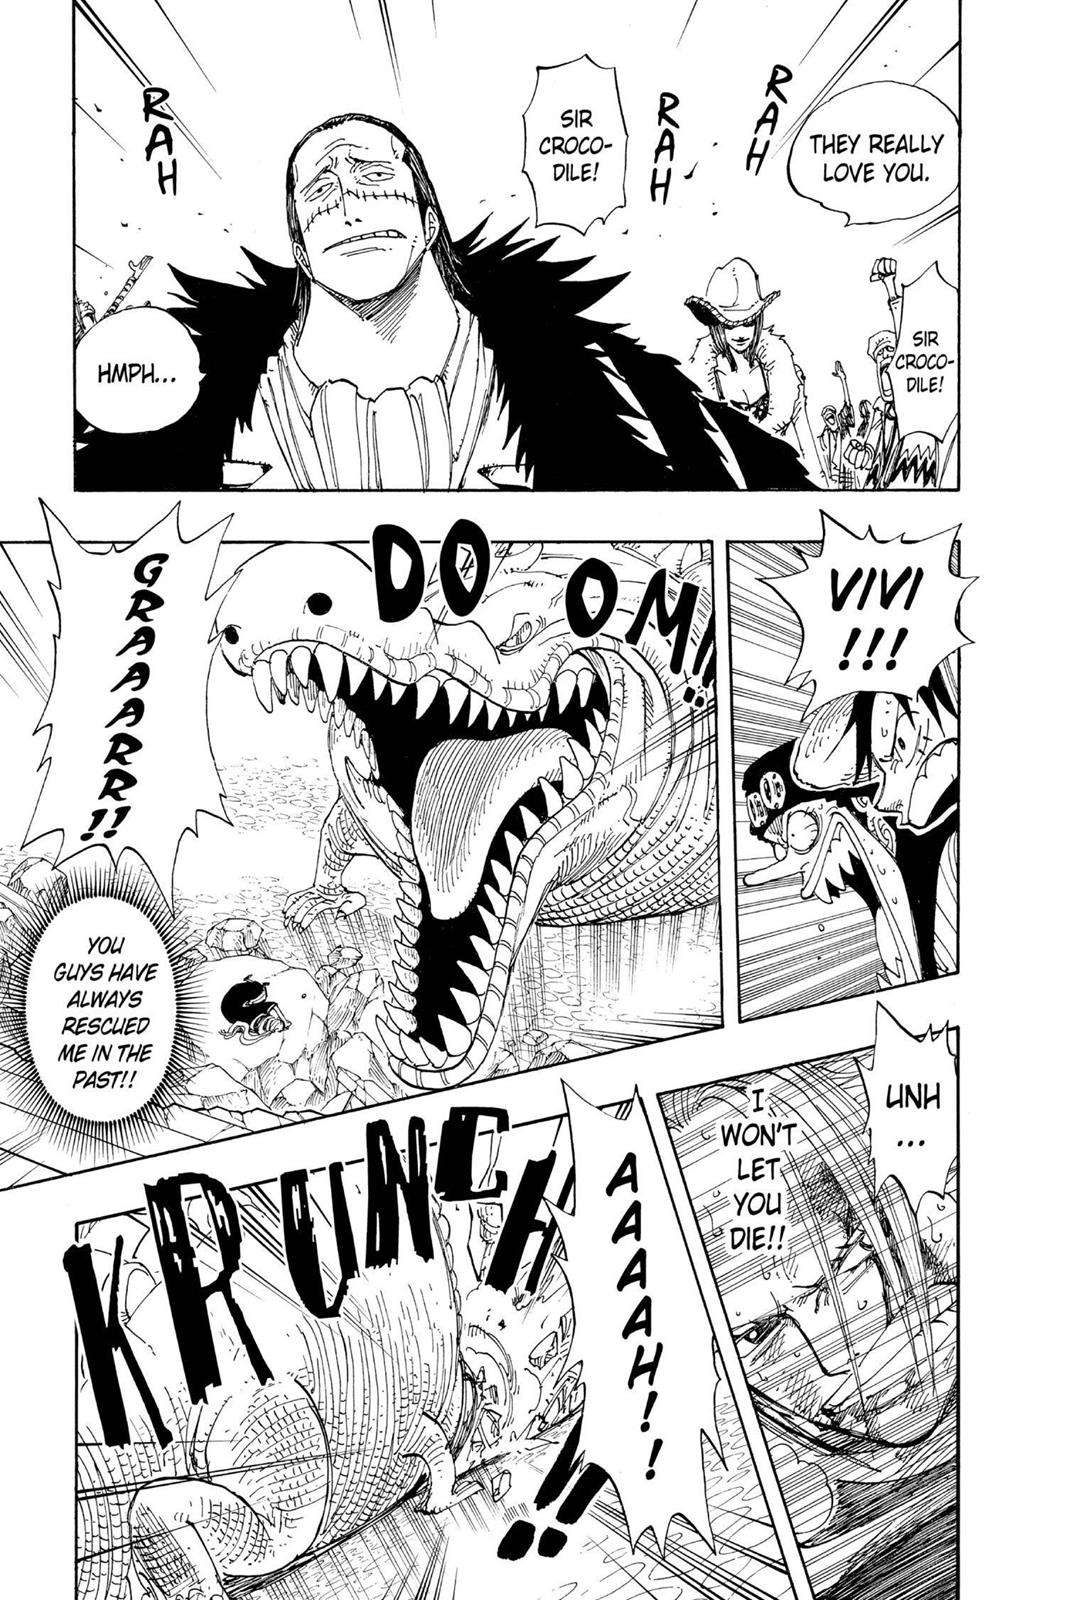 THEY REALLY
LOVE YOU.
RAH
RAH
SIR
CROCO-
DILE!
RAH
SIR
CROCO-
DILE!
HMPH...
VIVI
!!!
DOOM!!
GRAAARR!!
YOU
GUYS HAVE
ALWAYS
RESCUED
ME IN THE
PAST!!
UNH
...
I
WON'T
LET
YOU
DIE!!
AAAAH!!
KRUNCH!!